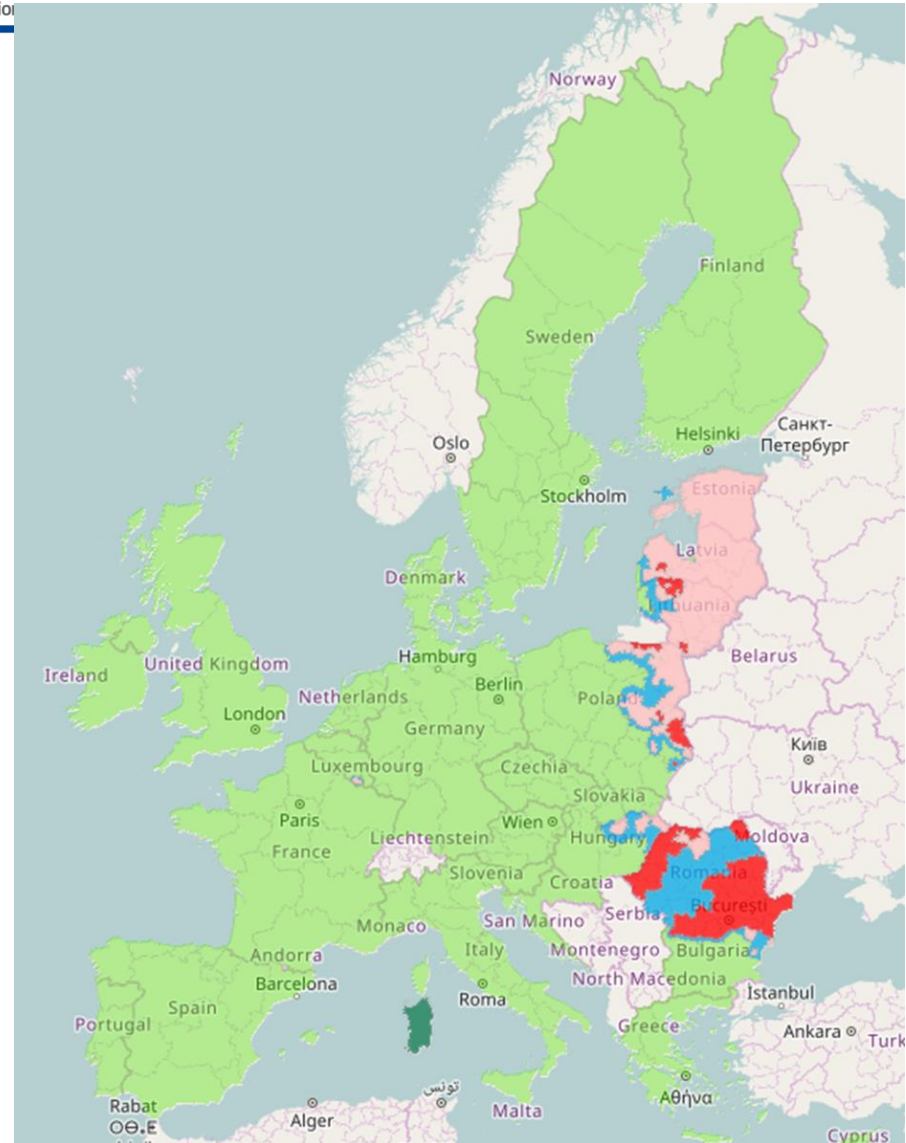 Norway
Finland
Sweden
Oslo
Helsinki
Санкт-
Петербург
Stockholm
Estonia
Latvia
Denmark
Lithuania
Hamburg
Belarus
Ireland
United Kingdom
Netherlands
Berlin
Poland
London
Germany
Київ
Luxembourg
Czechia
Ukraine
Slovakia
Paris
Wien
Liechtenstein
Hungary
Moldova
France
Slovenia
Romania
Croatia
București
San Marino
Serbia
Monaco
Italy
Montenegro
Bulgaria
Andorra
Barcelona
North Macedonia
Roma
İstanbul
Spain
Portugal
Greece
Ankara
Turk
تونس
Αθήνα
Rabat
Alger
Malta
ⵔⴱⴰⵟ
Cyprus